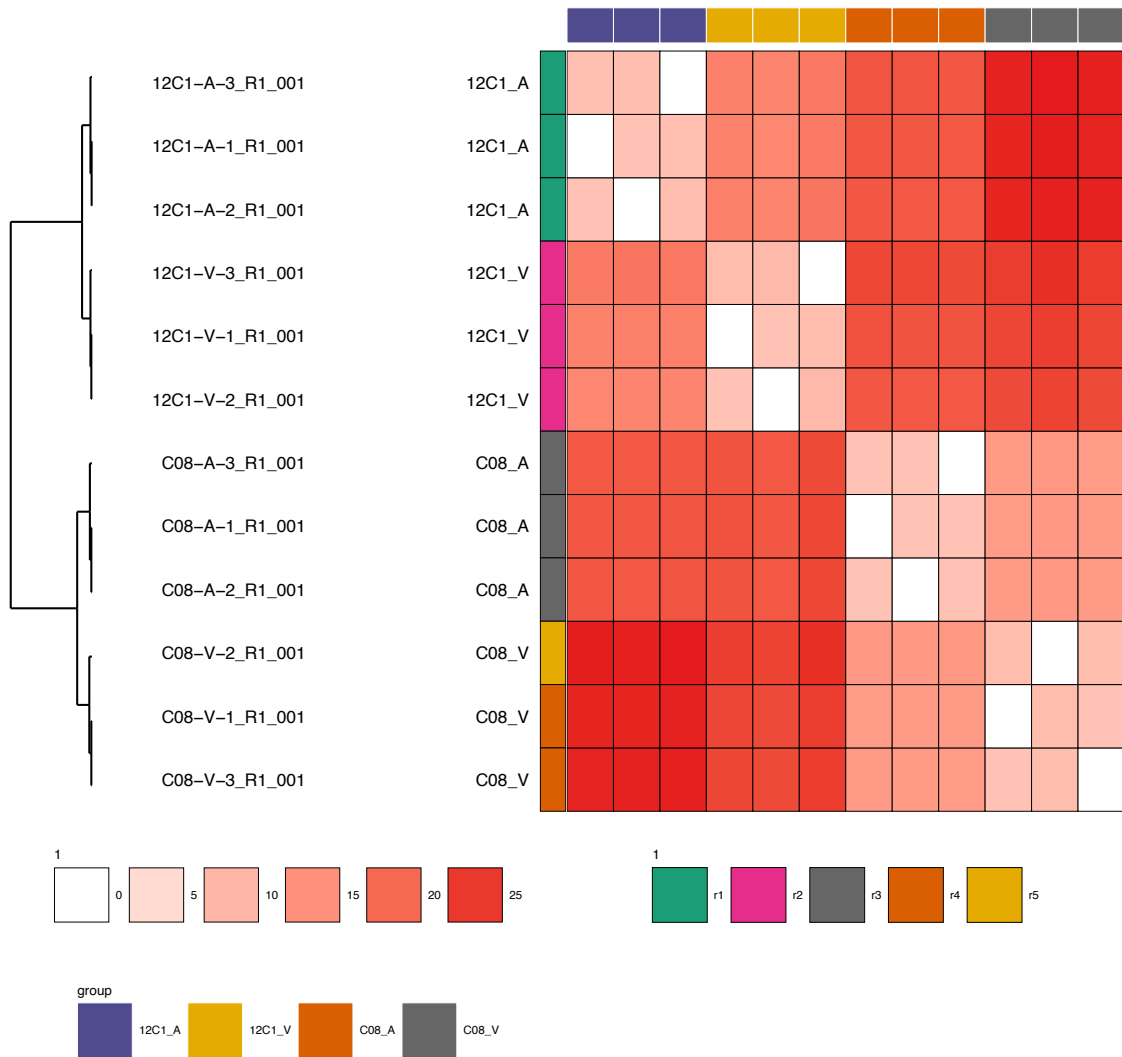 12C1−A−3_R1_001 12C1_A
12C1−A−1_R1_001 12C1_A
12C1−A−2_R1_001 12C1_A
12C1−V−3_R1_001 12C1_V
12C1−V−1_R1_001 12C1_V
12C1−V−2_R1_001 12C1_V
C08−A−3_R1_001 C08_A
C08−A−1_R1_001 C08_A
C08−A−2_R1_001 C08_A
C08−V−2_R1_001 C08_V
C08−V−1_R1_001 C08_V
C08−V−3_R1_001 C08_V
1
0 5 10 15 20 25
1
r1 r2 r3 r4 r5
group
12C1_A 12C1_V C08_A C08_V